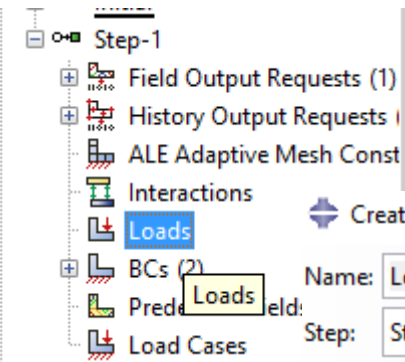 Step-1
Field Output Requests (1)
History Output Requests
ALE Adaptive Mesh Const
Interactions
Creat
Loads
BCs (2)
Name: L
Loads
Step: St
Load Cases